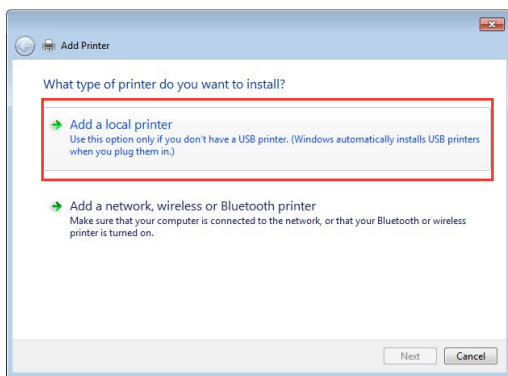 Add Printer
What type of printer do you want to install?
Add a local printer
Use this option only if you don't have a USB printer. (Windows automatically installs USB printers
when you plug them in.)
Add a network, wireless or Bluetooth printer
Make sure that your computer is connected to the network, or that your Bluetooth or wireless
printer is turned on.
Next Cancel